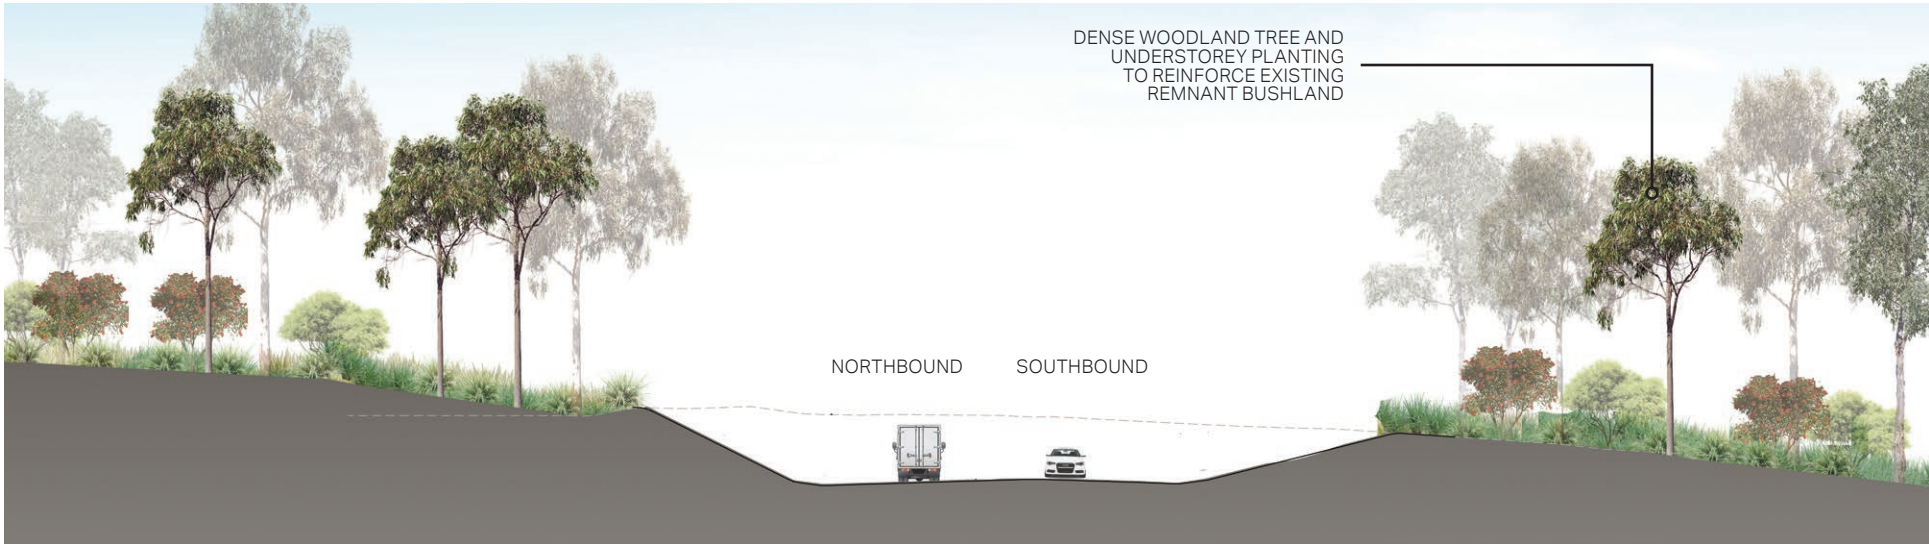 DENSE WOODLAND TREE AND
UNDERSTOREY PLANTING
TO REINFORCE EXISTING
REMNANT BUSHLAND
NORTHBOUND
SOUTHBOUND